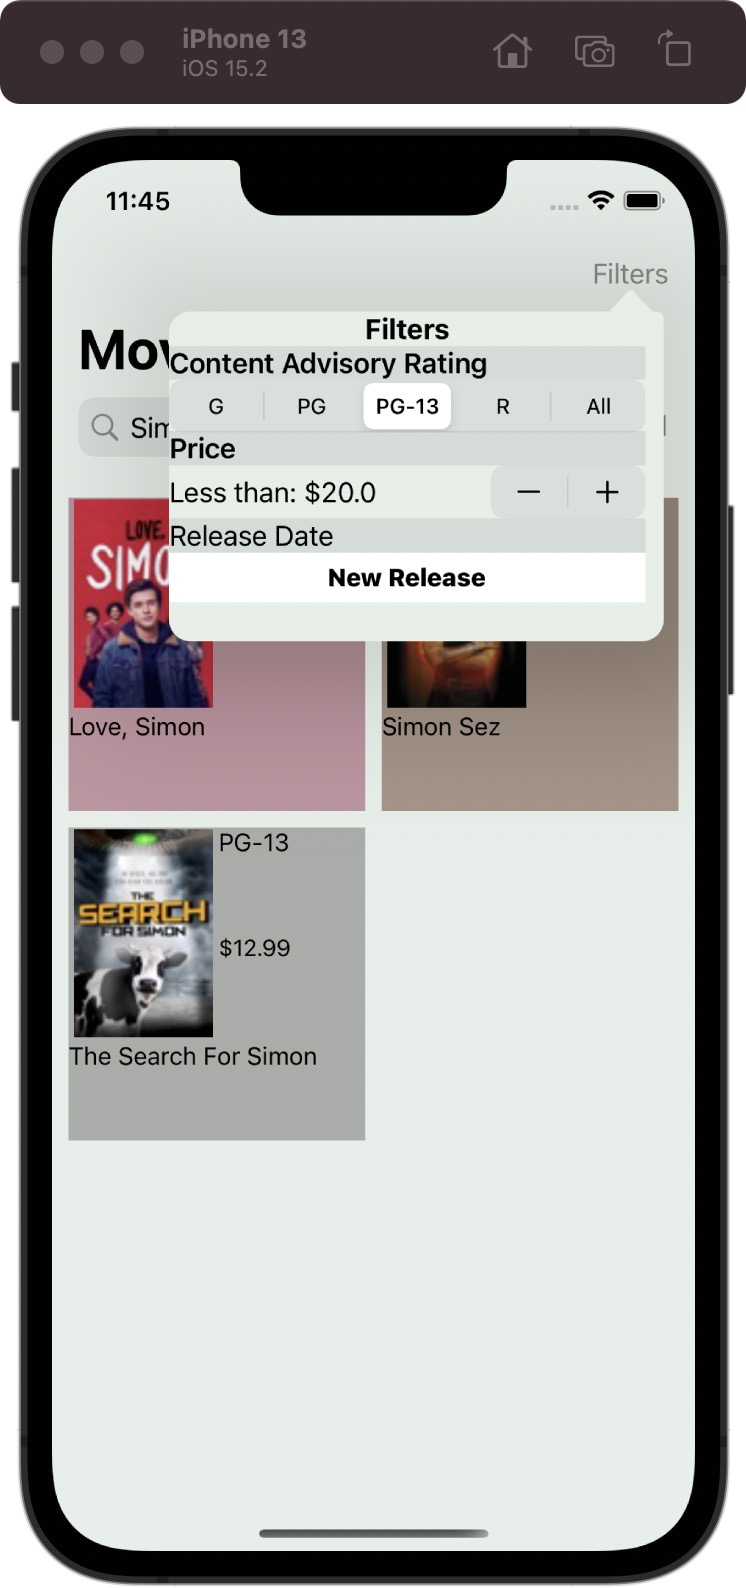 iPhone 13
iOS 15.2
11:45
Filters
Mov
Filters
Content Advisory Rating
G PG PG-13 R All
Sim
Price
Less than: $20.0
Release Date
New Release
LOVE,
SIMO
Love, Simon
Simon Sez
PG-13
THE
SEARCH
FOR SIMON
$12.99
The Search For Simon